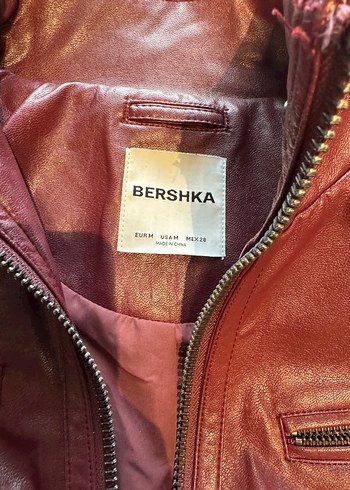 BERSHKA
EUR M USA M MEX 28
MADE IN CHINA